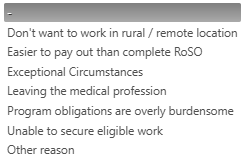 -
Don't want to work in rural / remote location
Easier to pay out than complete RoSO
Exceptional Circumstances
Leaving the medical profession
Program obligations are overly burdensome
Unable to secure eligible work
Other reason